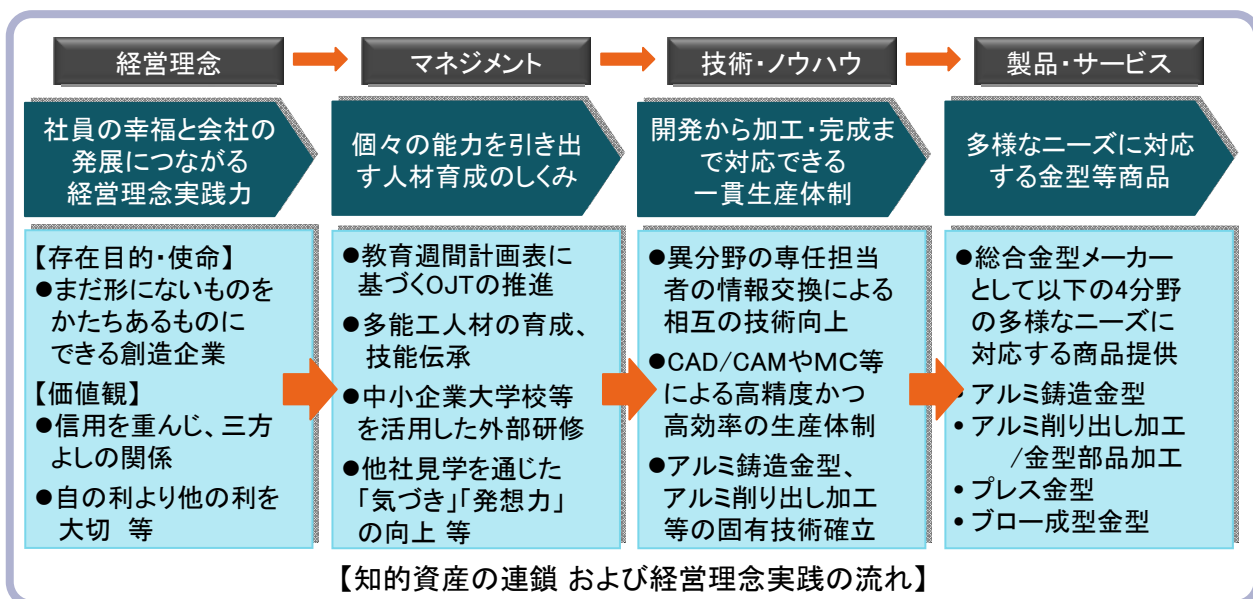 経営理念
マネジメント
技術・ノウハウ
製品・サービス
社員の幸福と会社の
発展につながる
経営理念実践力
個々の能力を引き出
す人材育成のしくみ
開発から加工・完成ま
で対応できる
一貫生産体制
多様なニーズに対応
する金型等商品
【存在目的・使命】
●まだ形にないものを
かたちあるものに
できる創造企業
【価値観】
●信用を重んじ、三方
よしの関係
●自の利より他の利を
大切 等
●教育週間計画表に
基づくOJTの推進
●多能工人材の育成、
技能伝承
●中小企業大学校等
を活用した外部研修
●他社見学を通じた
「気づき」「発想力」
の向上 等
●異分野の専任担当
者の情報交換による
相互の技術向上
●CAD/CAMやMC等
による高精度かつ
高効率の生産体制
●アルミ鋳造金型、
アルミ削り出し加工
等の固有技術確立
●総合金型メーカー
として以下の4分野
の多様なニーズに
対応する商品提供
• アルミ鋳造金型
• アルミ削り出し加工
/金型部品加工
• プレス金型
• ブロー成型金型
【知的資産の連鎖 および経営理念実践の流れ】